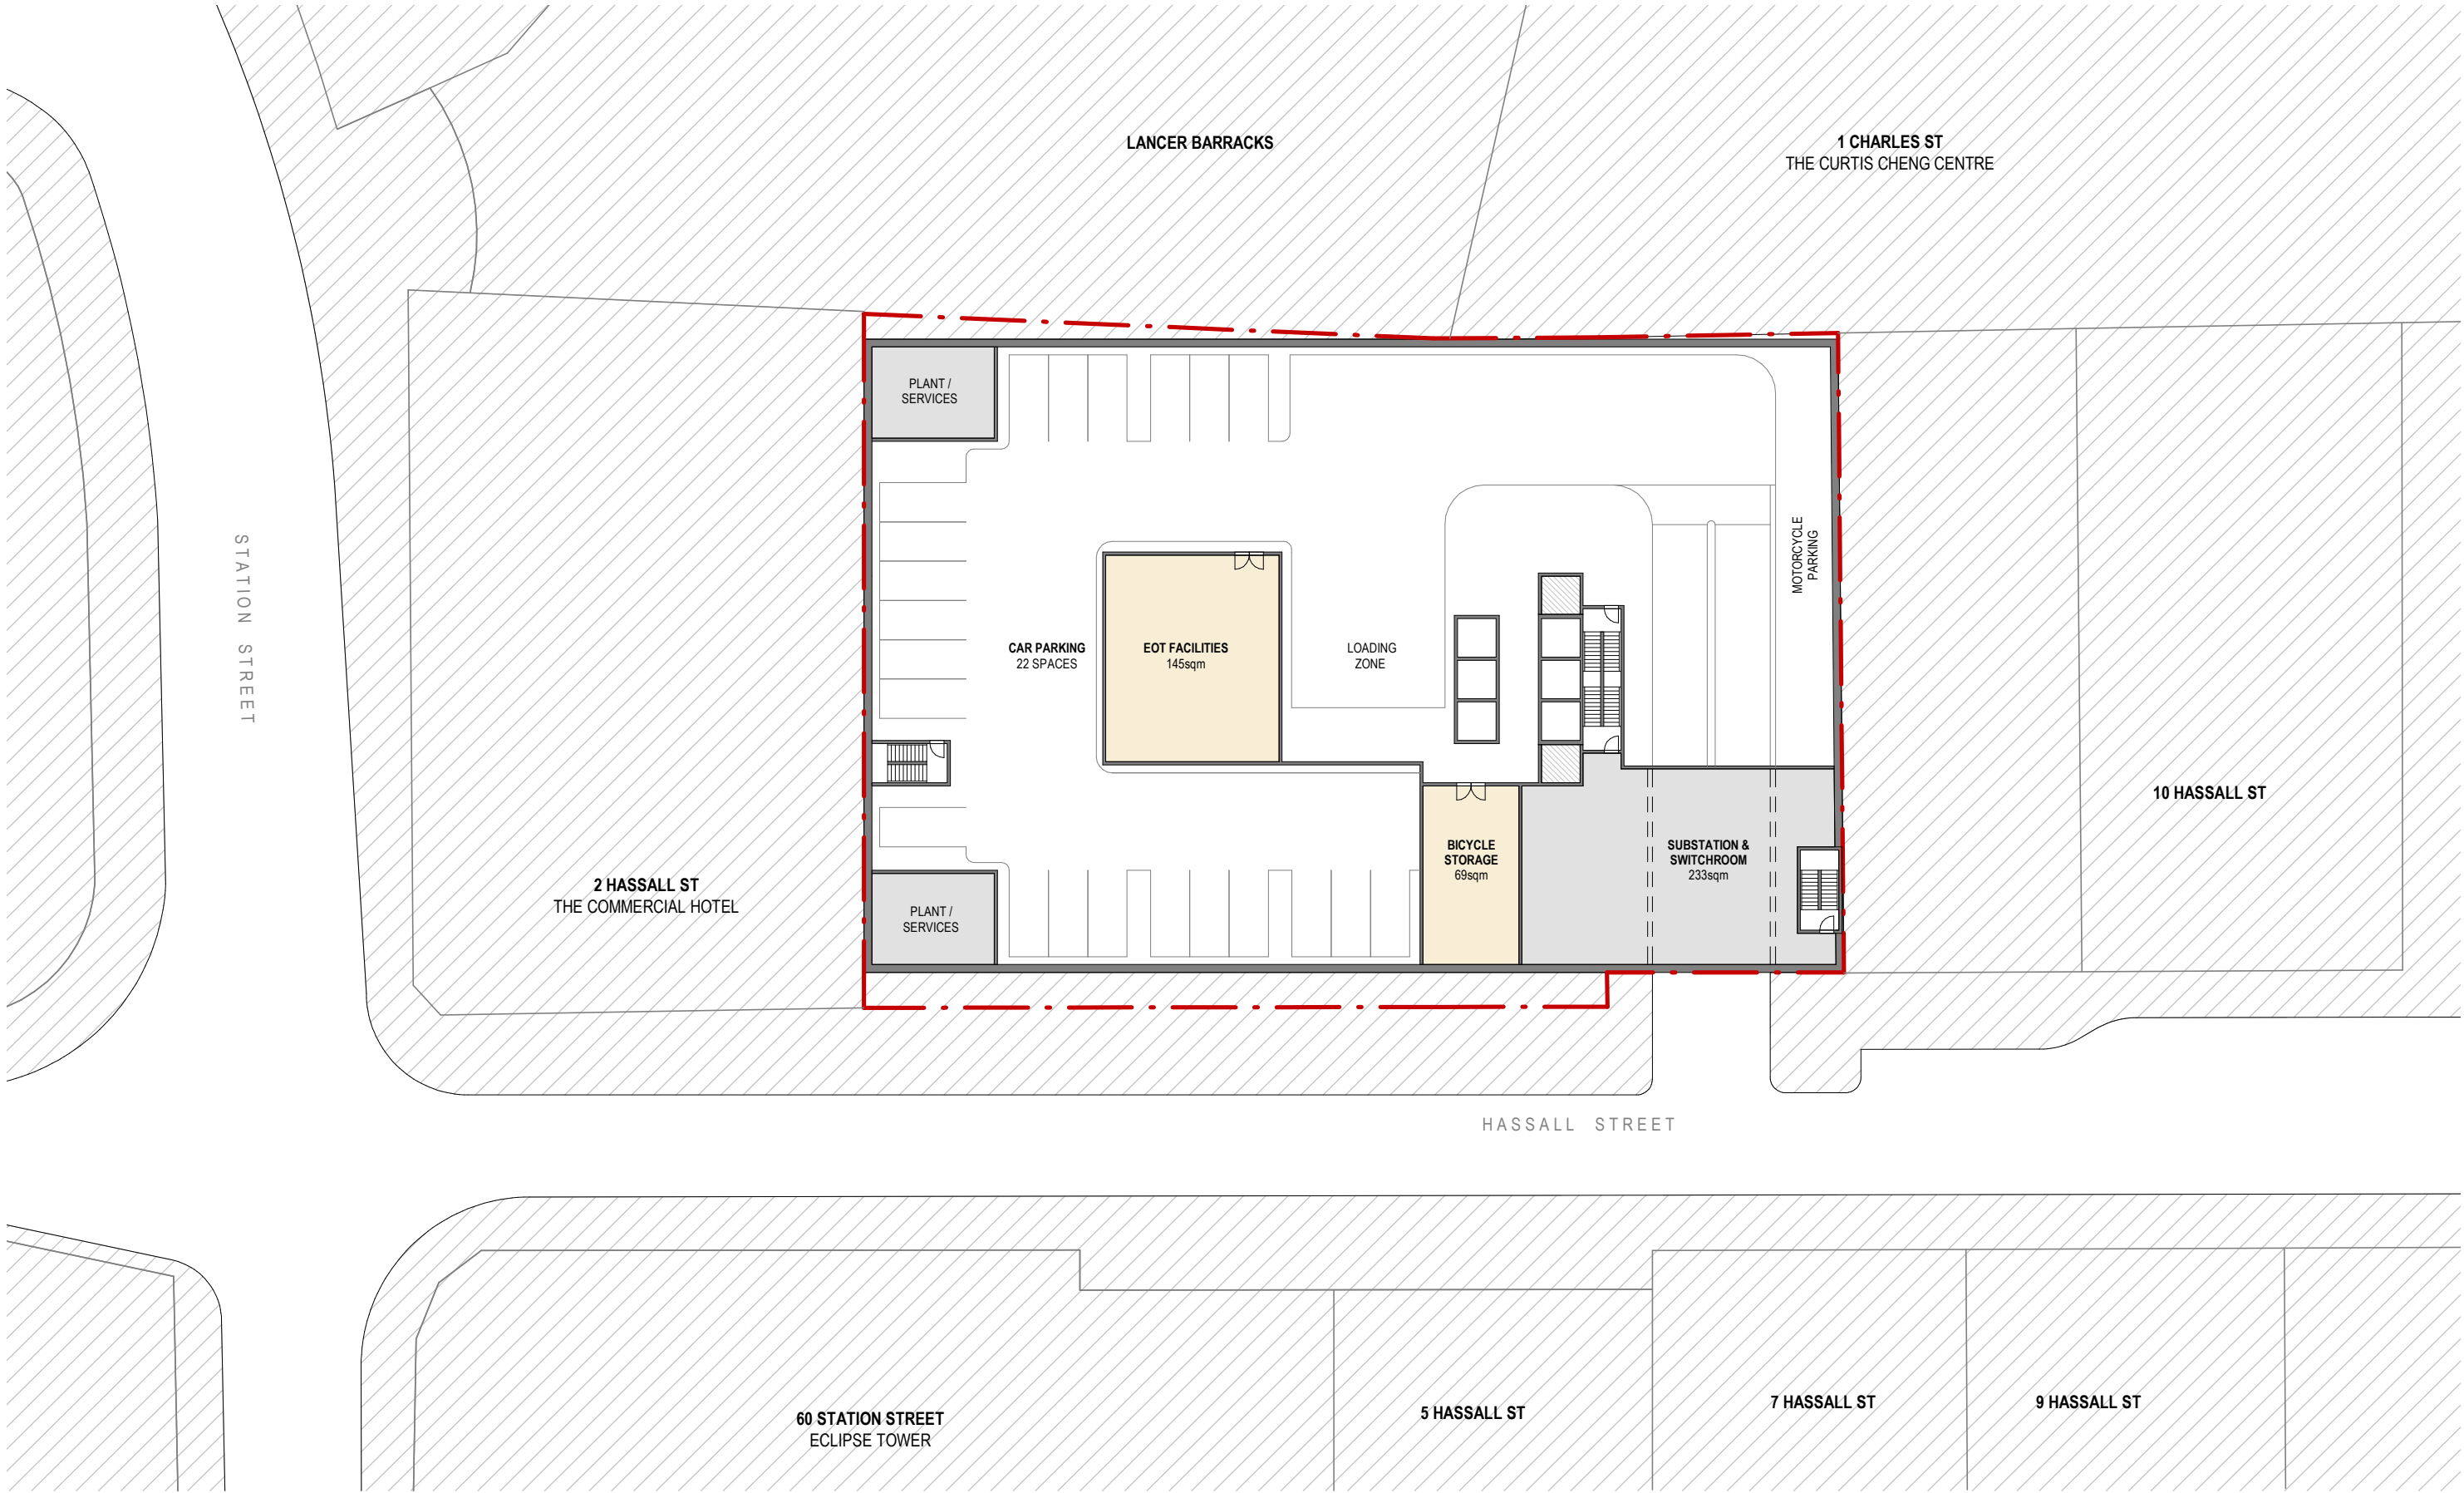 LANCER BARRACKS
1 CHARLES ST
THE CURTIS CHENG CENTRE
PLANT /
SERVICES
STATION STREET
MOTORCYCLE
PARKING
CAR PARKING
22 SPACES
EOT FACILITIES
145sqm
LOADING
ZONE
10 HASSALL ST
BICYCLE
STORAGE
69sqm
SUBSTATION &
SWITCHROOM
233sqm
2 HASSALL ST
THE COMMERCIAL HOTEL
PLANT /
SERVICES
HASSALL STREET
60 STATION STREET
ECLIPSE TOWER
5 HASSALL ST
7 HASSALL ST
9 HASSALL ST